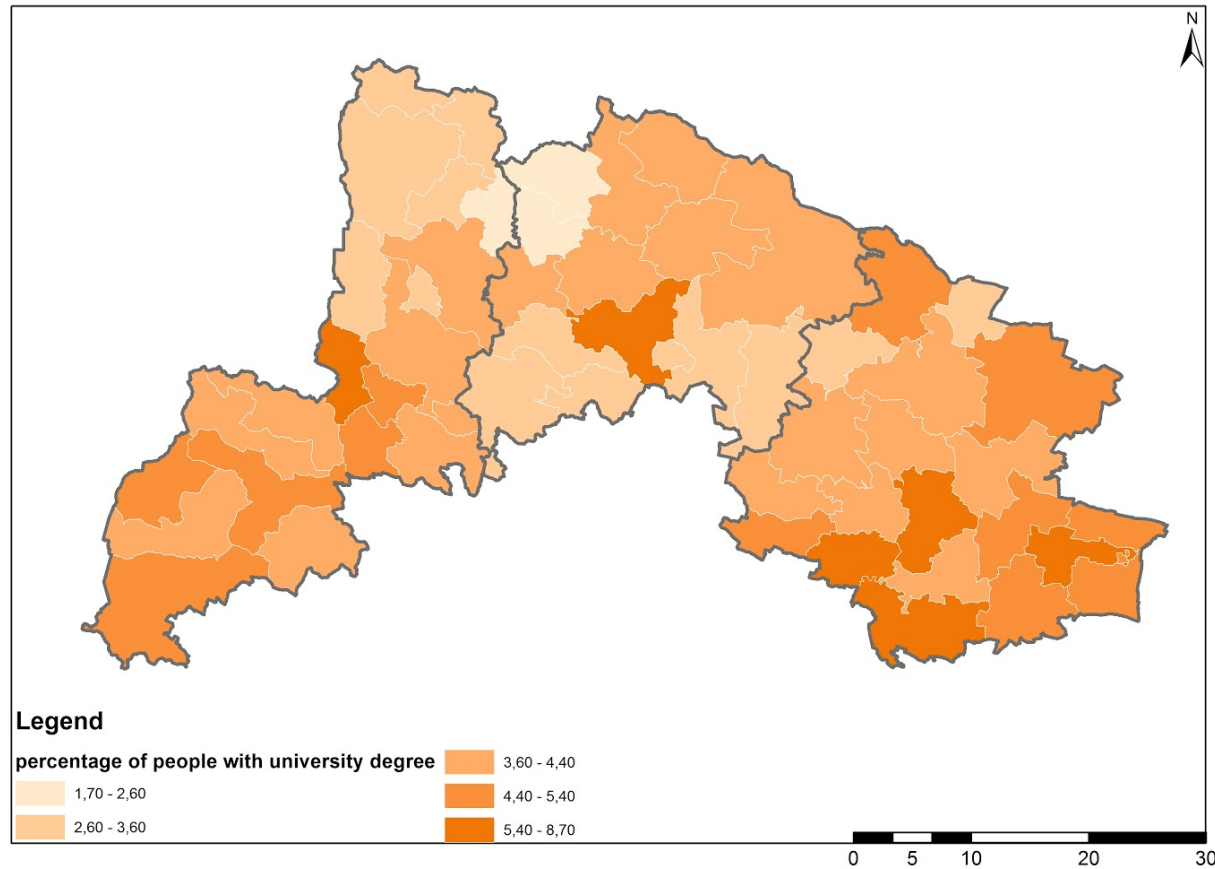 N
Legend
percentage of people with university degree
1,70 - 2,60
2,60 - 3,60
3,60 - 4,40
4,40 - 5,40
5,40 - 8,70
0 5 10 20 30